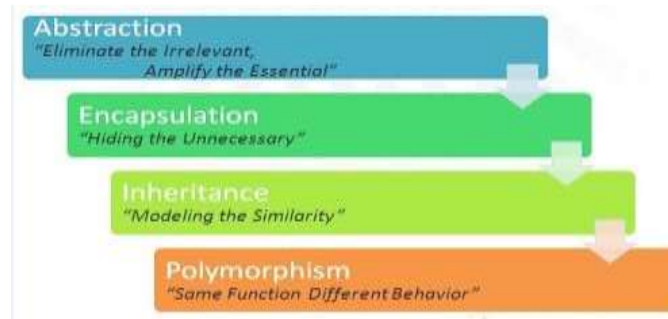 Abstraction
"Eliminate the Irrelevant,
Amplify the Essential"
Encapsulation
"Hiding the Unnecessary"
Inheritance
"Modeling the Similarity"
Polymorphism
"Same Function Different Behavior"